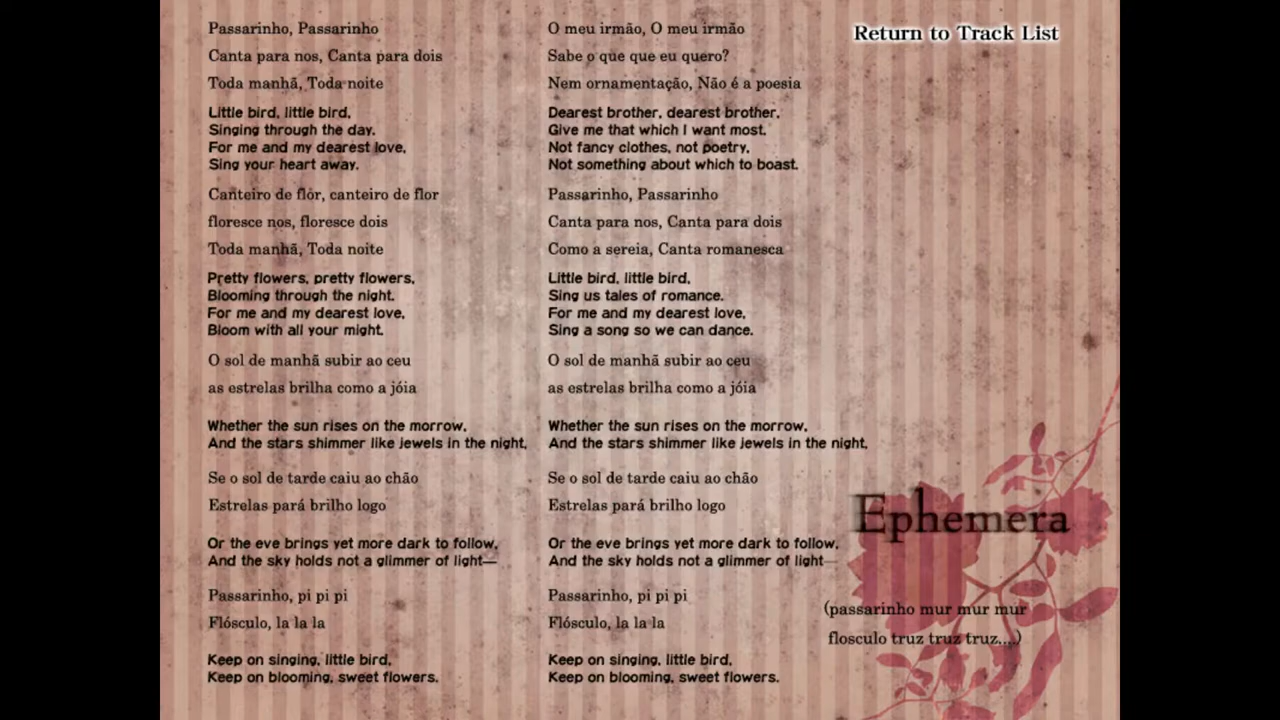 Passarinho, Passarinho
Canta para nos, Canta para dois
Toda manhã, Toda noite
Little bird, little bird,
Singing through the day.
For me and my dearest love,
Sing your heart away.
Canteiro de flór, canteiro de flor
floresce nos, floresce dois
Toda manhã, Toda noite
Pretty flowers, pretty flowers,
Blooming through the night.
For me and my dearest love,
Bloom with all your might.
O sol de manhã subir ao ceu
as estrelas brilha como a jóia
Whether the sun rises on the morrow,
And the stars shimmer like jewels in the night,
Se o sol de tarde caiu ao chão
Estrelas pará brilho logo
Or the eve brings yet more dark to follow,
And the sky holds not a glimmer of light—
Passarinho, pi pi pi
Flósculo, la la la
Keep on singing, little bird,
Keep on blooming, sweet flowers.
O meu irmão, O meu irmão
Sabe o que que eu quero?
Nem ornamentação, Não é a poesia
Dearest brother, dearest brother,
Give me that which I want most.
Not fancy clothes, not poetry,
Not something about which to boast.
Passarinho, Passarinho
Canta para nos, Canta para dois
Como a sereia, Canta romanesca
Little bird, little bird,
Sing us tales of romance.
For me and my dearest love,
Sing a song so we can dance.
O sol de manhã subir ao ceu
as estrelas brilha como a jóia
Whether the sun rises on the morrow,
And the stars shimmer like jewels in the night,
Se o sol de tarde caiu ao chão
Estrelas pará brilho logo
Or the eve brings yet more dark to follow,
And the sky holds not a glimmer of light—
Passarinho, pi pi pi
Flósculo, la la la
Keep on singing, little bird,
Keep on blooming, sweet flowers.
Return to Track List
Ephemera
(passarinho mur mur mur
flosculo truz truz truz....)